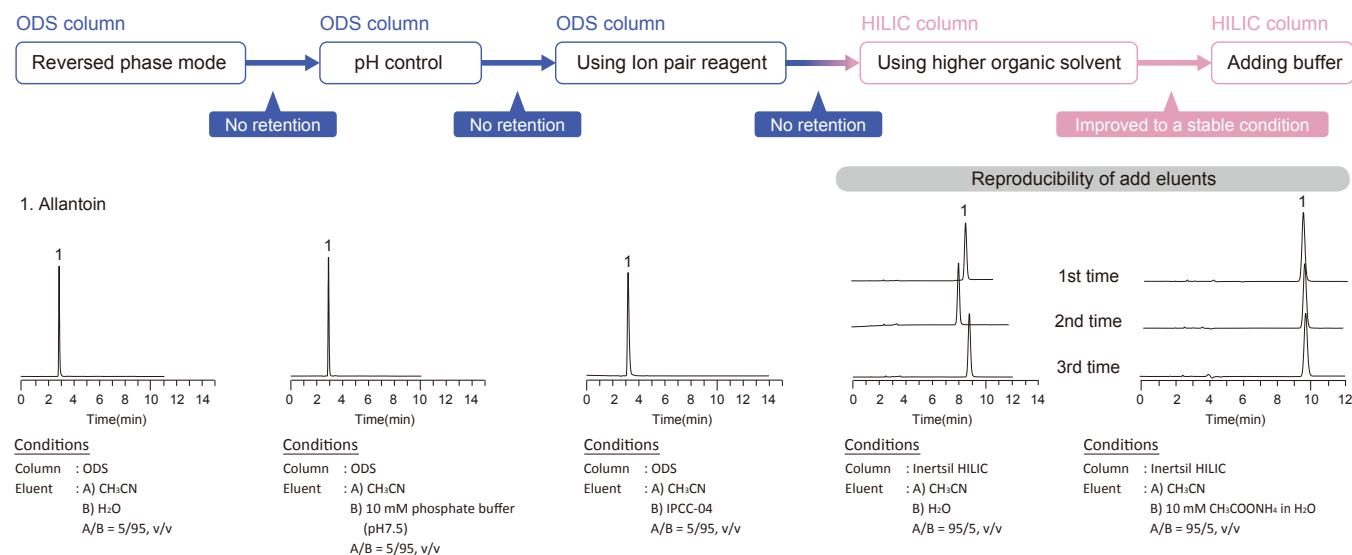 ODS column
ODS column
ODS column
HILIC column
HILIC column
Reversed phase mode
pH control
Using Ion pair reagent
Using higher organic solvent
Adding buffer
No retention
No retention
No retention
Improved to a stable condition
Reproducibility of add eluents
1. Allantoin
1
1
1
1
1
1st time
2nd time
3rd time
0 2 4 6 8 10 12 14
Time(min)
0 2 4 6 8 10 12 14
Time(min)
0 2 4 6 8 10 12 14
Time(min)
0 2 4 6 8 10 12 14
Time(min)
0 2 4 6 8 10 12
Time(min)
Conditions
Column : ODS
Eluent : A) CH₃CN
B) H₂O
A/B = 5/95, v/v
Conditions
Column : ODS
Eluent : A) CH₃CN
B) 10 mM phosphate buffer
(pH7.5)
A/B = 5/95, v/v
Conditions
Column : ODS
Eluent : A) CH₃CN
B) IPCC-04
A/B = 5/95, v/v
Conditions
Column : Inertsil HILIC
Eluent : A) CH₃CN
B) H₂O
A/B = 95/5, v/v
Conditions
Column : Inertsil HILIC
Eluent : A) CH₃CN
B) 10 mM CH₃COONH₄ in H₂O
A/B = 95/5, v/v